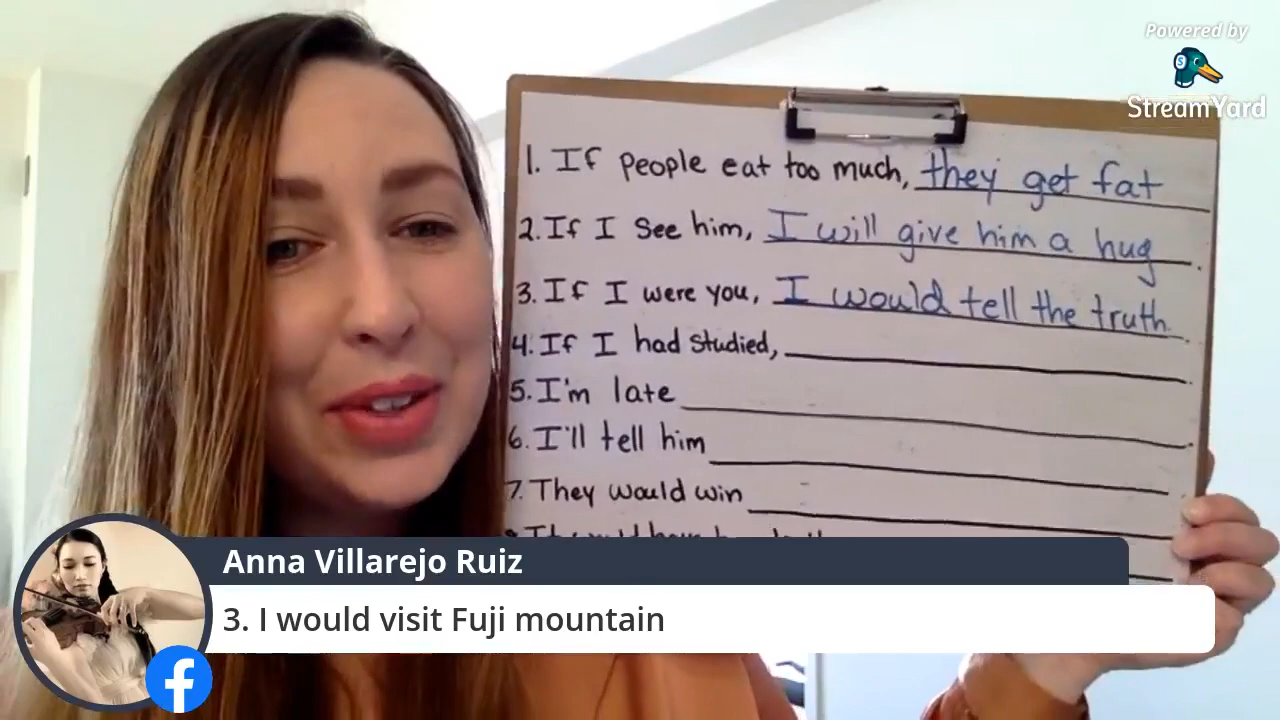 Powered by
StreamYard
1. If people eat too much, they get fat
2. If I see him, I will give him a hug.
3. If I were you, I would tell the truth.
4. If I had studied,
5. I'm late
6. I'll tell him
7. They would win
Anna Villarejo Ruiz
3. I would visit Fuji mountain